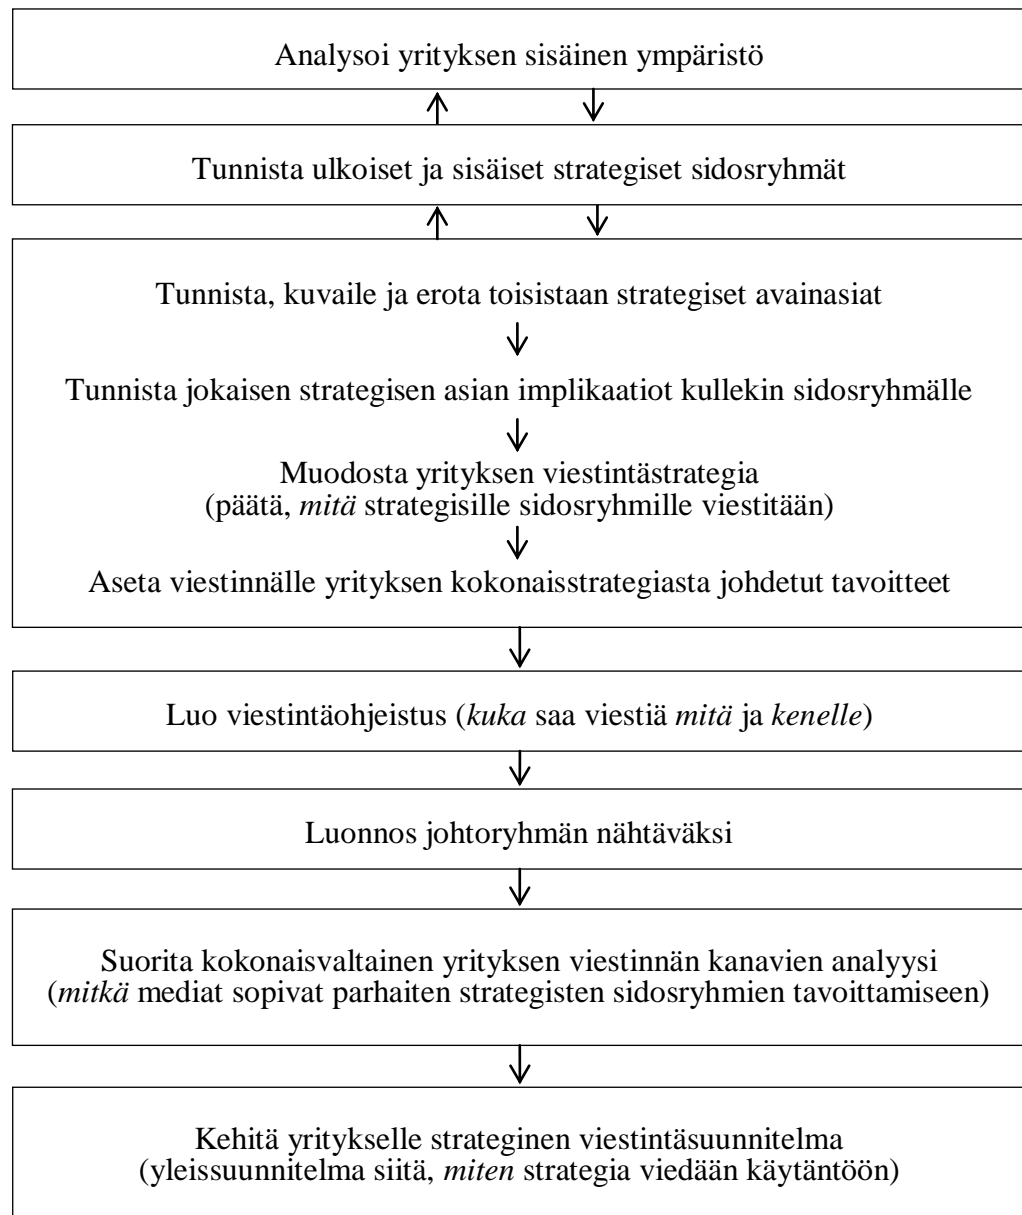 Analysoi yrityksen sisäinen ympäristö
Tunnista ulkoiset ja sisäiset strategiset sidosryhmät
Tunnista, kuvaile ja erota toisistaan strategiset avainasiat
Tunnista jokaisen strategisen asian implikaatiot kullekin sidosryhmälle
Muodosta yrityksen viestintästrategia
(päätä, mitä strategisille sidosryhmille viestitään)
Aseta viestinnälle yrityksen kokonaisstrategiasta johdetut tavoitteet
Luo viestintäohjeistus (kuka saa viestiä mitä ja kenelle)
Luonnos johtoryhmän nähtäväksi
Suorita kokonaisvaltainen yrityksen viestinnän kanavien analyysi
(mitkä mediat sopivat parhaiten strategisten sidosryhmien tavoittamiseen)
Kehitä yritykselle strateginen viestintäsuunnitelma
(yleissuunnitelma siitä, miten strategia viedään käytäntöön)